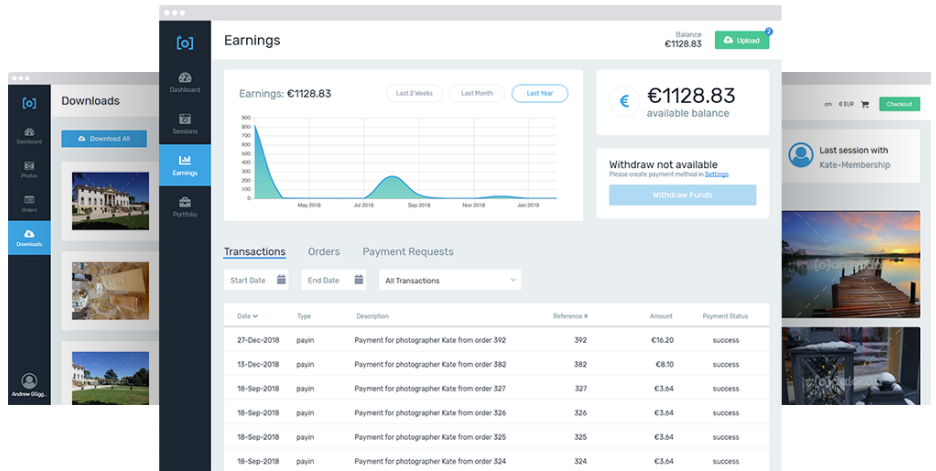 Earnings
Balance
€1128.83
Upload
2
Dashboard
Sessions
Earnings
Portfolio
Earnings: €1128.83
Last 2 Weeks
Last Month
Last Year
900
800
700
600
500
400
300
200
100
0
May 2018
Jul 2018
Sep 2018
Nov 2018
Jan 2019
€
€1128.83
available balance
Withdraw not available
Please create payment method in Settings
Withdraw Funds
Transactions
Orders
Payment Requests
Start Date
End Date
All Transactions
Date Type Description Reference # Amount Payment Status
27-Dec-2018 payin Payment for photographer Kate from order 392 392 €16.20 success
13-Dec-2018 payin Payment for photographer Kate from order 382 382 €8.10 success
18-Sep-2018 payin Payment for photographer Kate from order 327 327 €3.64 success
18-Sep-2018 payin Payment for photographer Kate from order 326 326 €3.64 success
18-Sep-2018 payin Payment for photographer Kate from order 325 325 €3.64 success
18-Sep-2018 payin Payment for photographer Kate from order 324 324 €3.64 success
Downloads
Download All
Dashboard
Photos
Orders
Downloads
Andrew GGgg...
cm
€ EUR
Checkout
Last session with
Kate-Membership